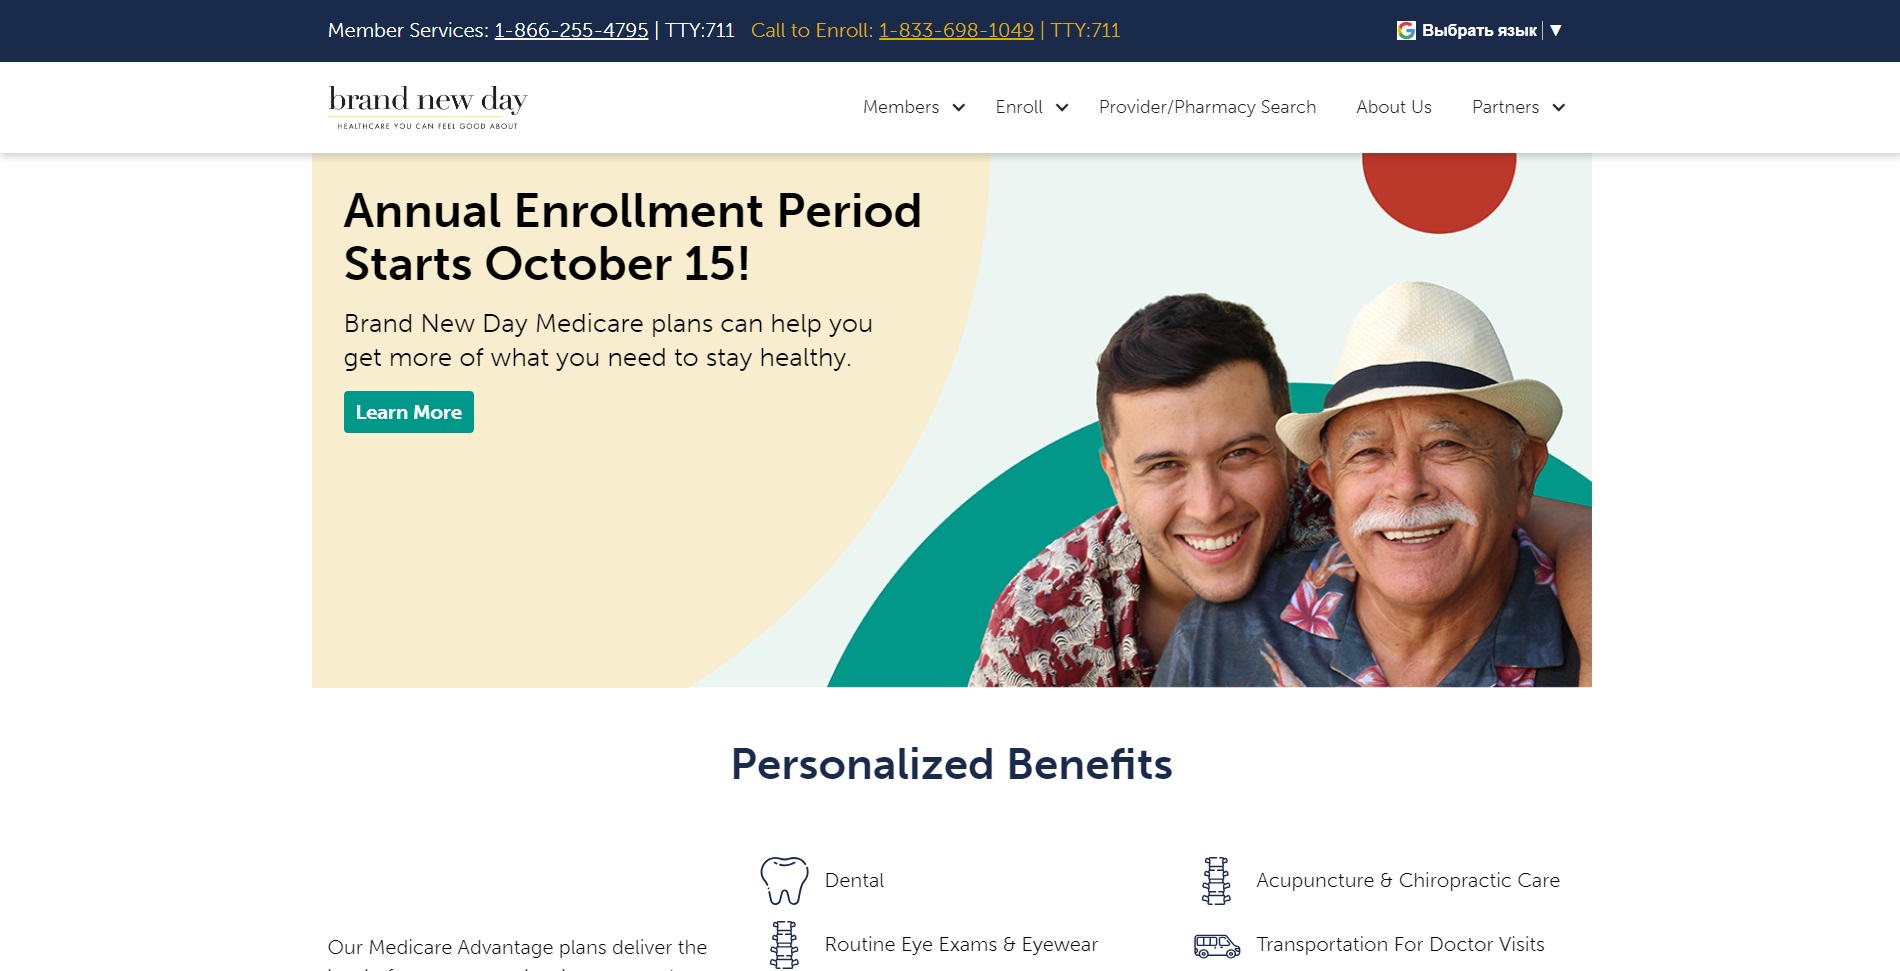 Member Services: 1-866-255-4795 | TTY:711 Call to Enroll: 1-833-698-1049 | TTY:711
Выбрать язык ▼
brand new day
HEALTHCARE YOU CAN FEEL GOOD ABOUT
Members Enroll Provider/Pharmacy Search About Us Partners
Annual Enrollment Period
Starts October 15!
Brand New Day Medicare plans can help you
get more of what you need to stay healthy.
Learn More
Personalized Benefits
Dental
Acupuncture & Chiropractic Care
Our Medicare Advantage plans deliver the
Routine Eye Exams & Eyewear
Transportation For Doctor Visits